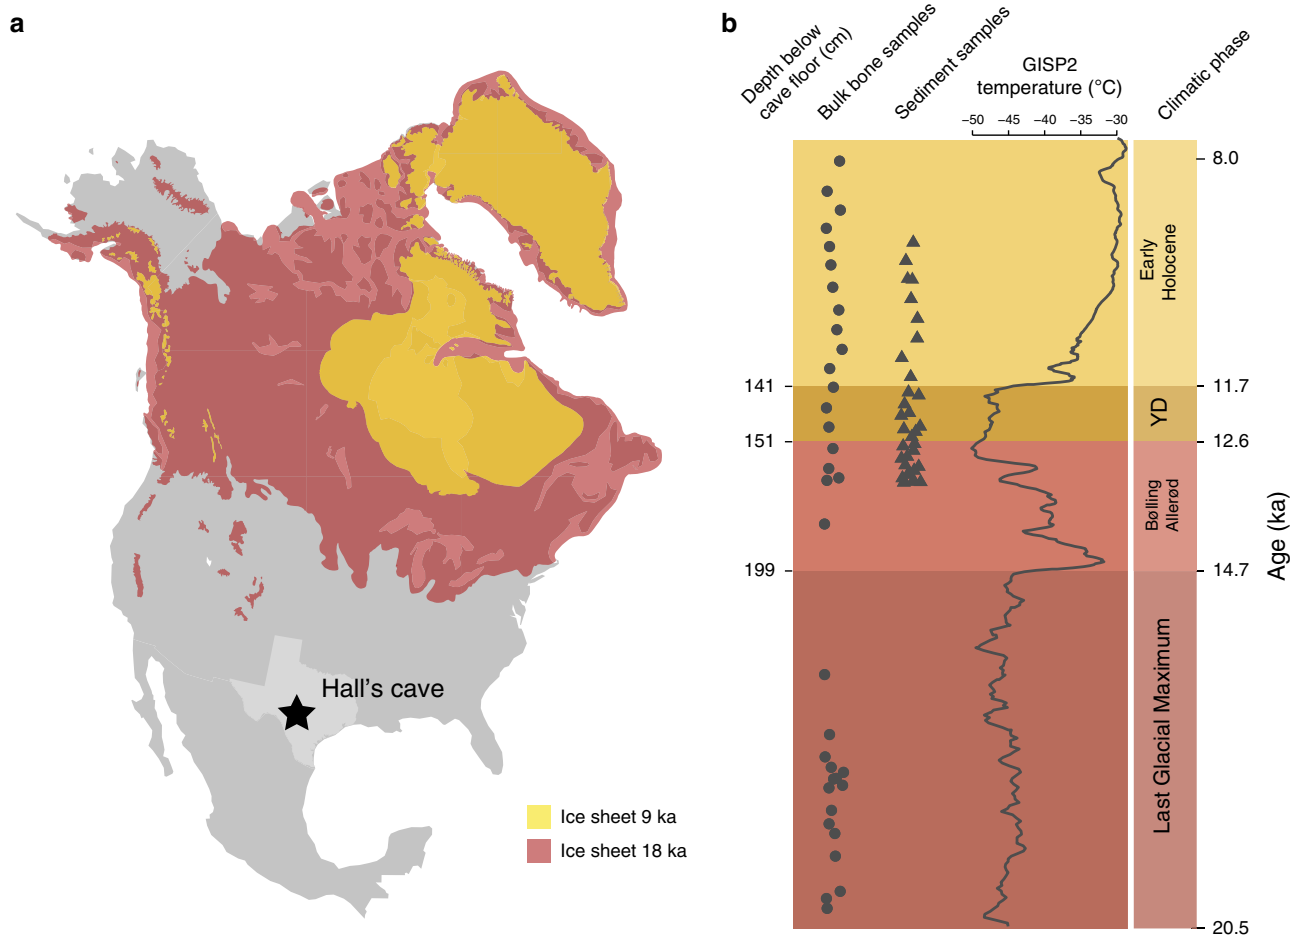 a
Hall's cave
Ice sheet 9 ka
Ice sheet 18 ka
b
Depth below
cave floor (cm)
Bulk bone samples
Sediment samples
GISP2
temperature (°C)
Climatic phase
−50 −45 −40 −35 −30
8.0
Early
Holocene
141
11.7
YD
151
12.6
Bølling
Allerød
199
14.7
Last Glacial Maximum
20.5
Age (ka)